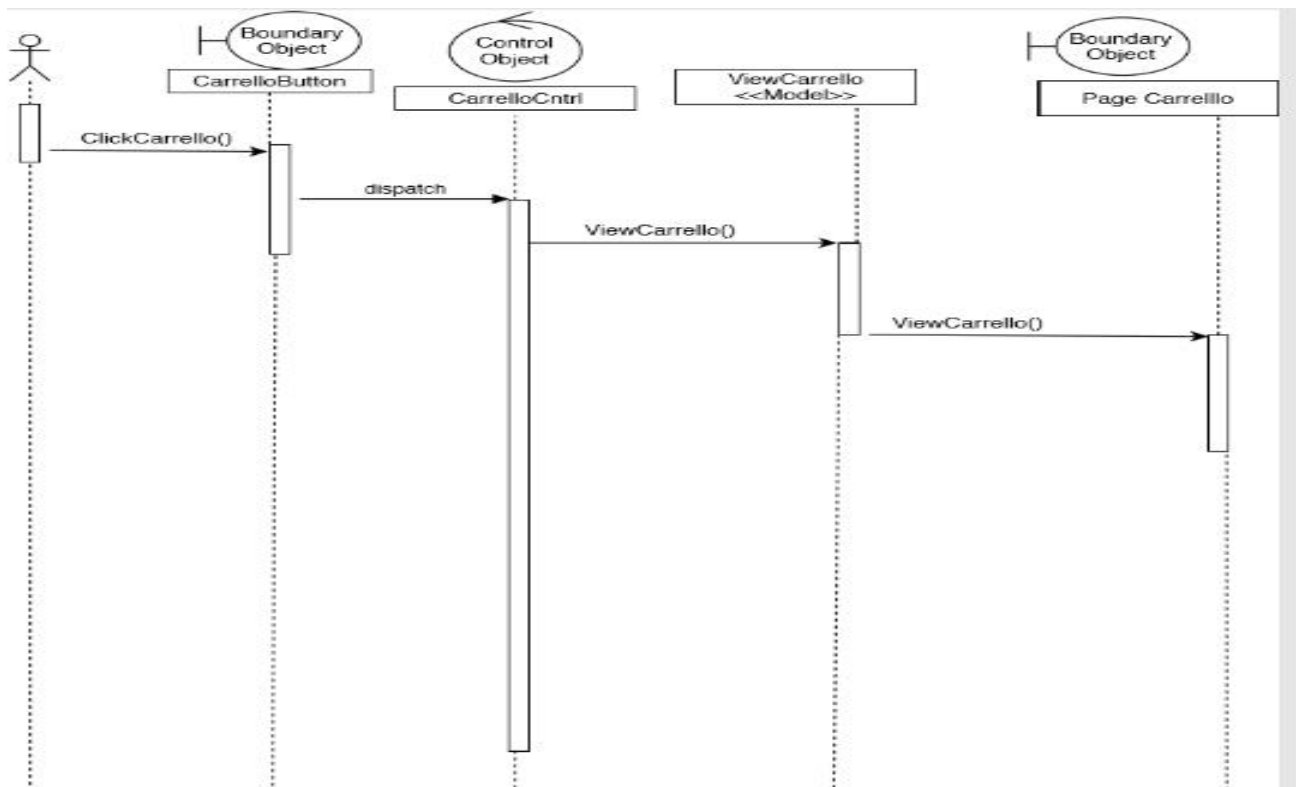 Boundary
Object
CarrelloButton
Control
Object
CarrelloCntrl
ViewCarrello
<<Model>>
Boundary
Object
Page Carrelllo
ClickCarrello()
dispatch
ViewCarrello()
ViewCarrello()